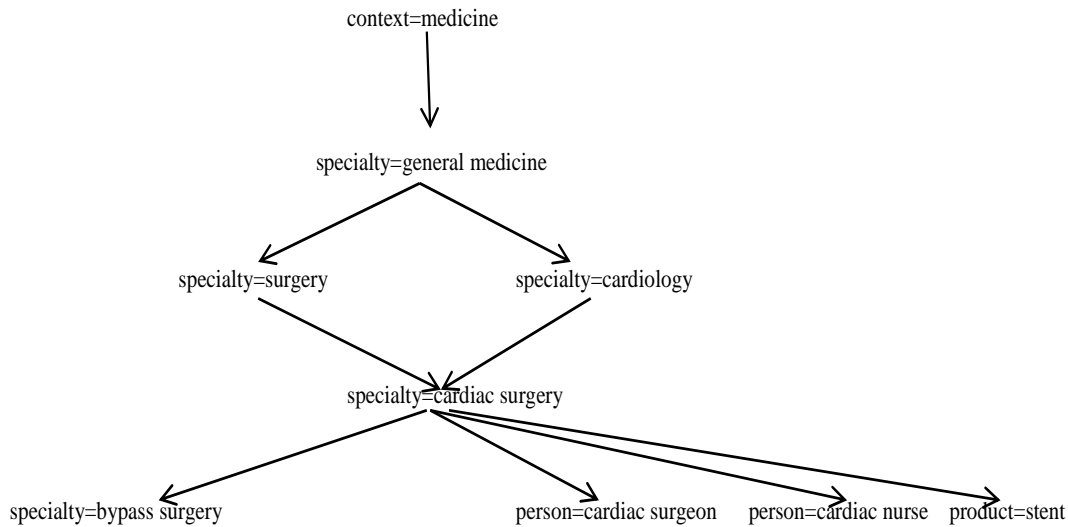 context=medicine
specialty=general medicine
specialty=surgery
specialty=cardiology
specialty=cardiac surgery
specialty=bypass surgery
person=cardiac surgeon
person=cardiac nurse
product=stent